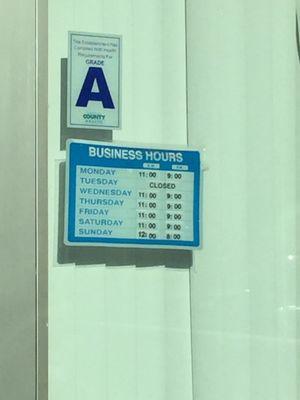 This Establishment Has
Complied With Health
Requirements For
GRADE
A
COUNTY
HEALTH
BUSINESS HOURS
A.M. P.M.
MONDAY 11:00 9:00
TUESDAY CLOSED
WEDNESDAY 11:00 9:00
THURSDAY 11:00 9:00
FRIDAY 11:00 9:00
SATURDAY 11:00 9:00
SUNDAY 12:00 8:00